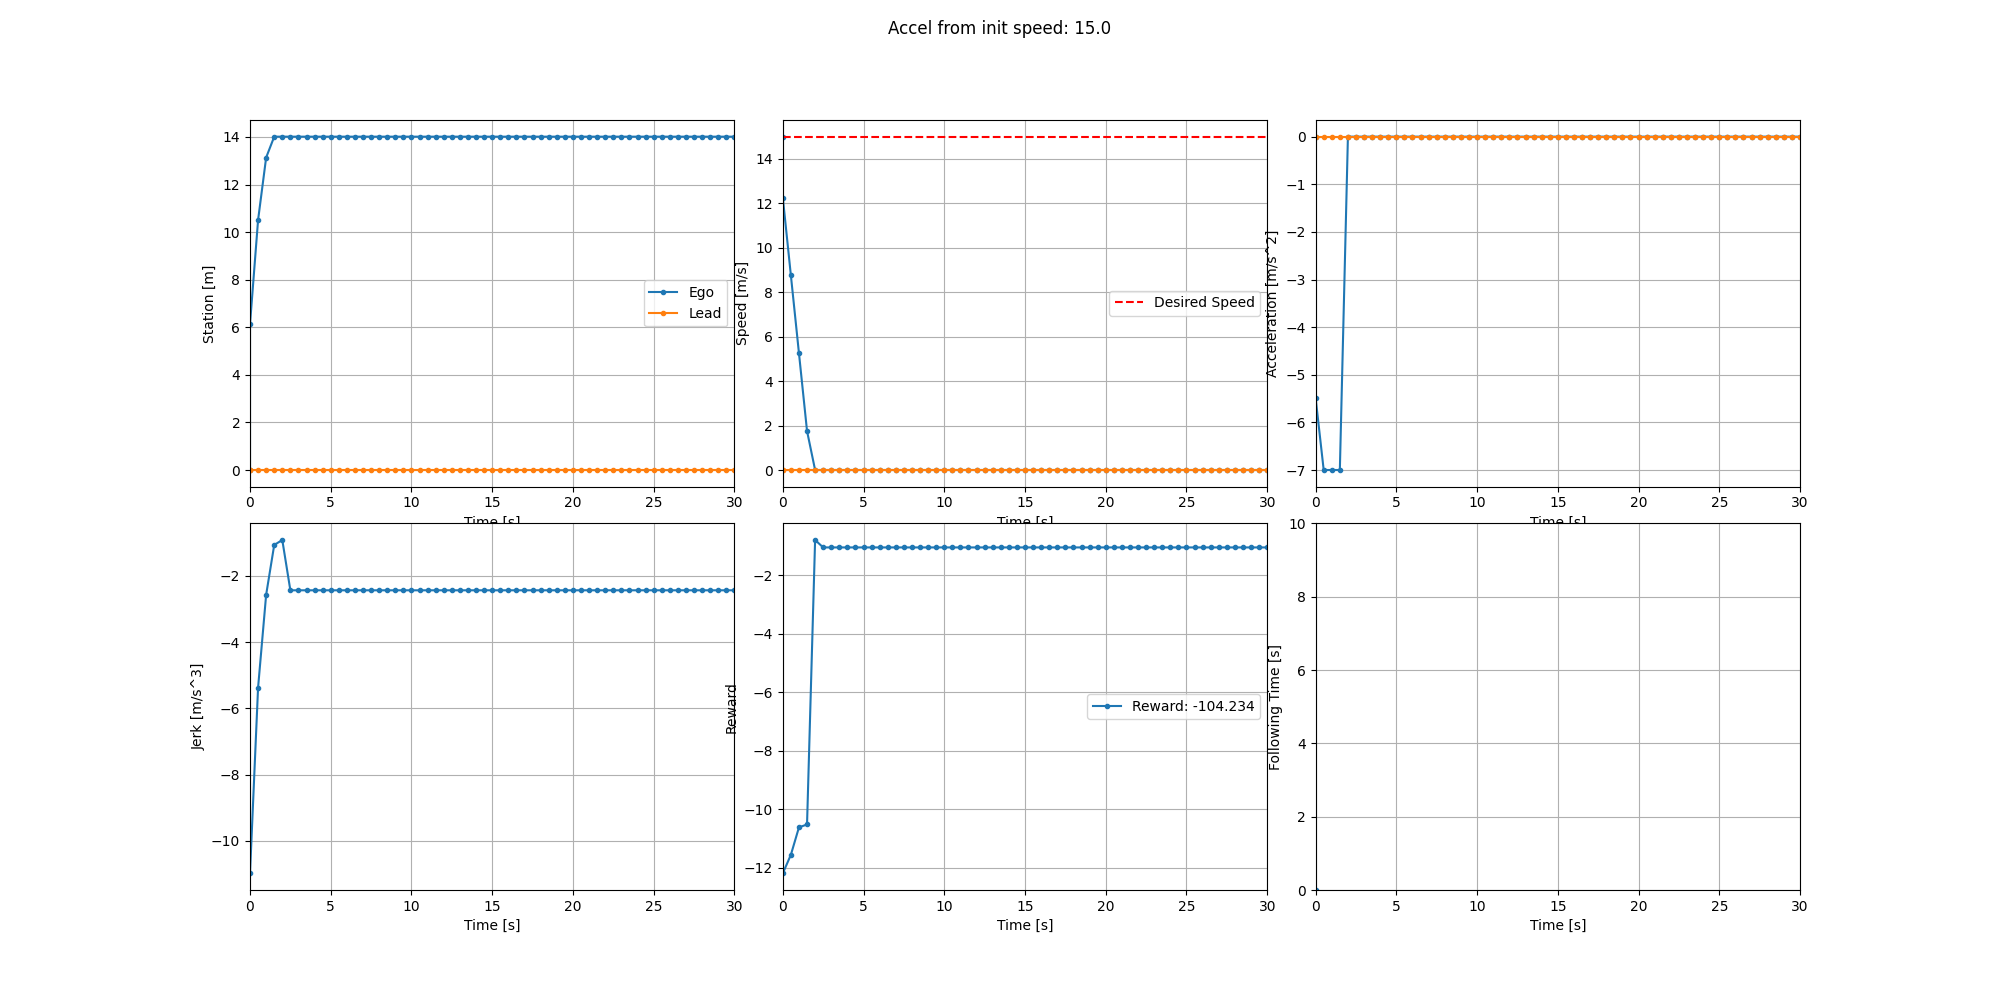 Accel from init speed: 15.0
Station [m]
14
12
10
8
6
4
2
0
0 5 10 15 20 25 30
Time [s]
Ego
Lead
Speed [m/s]
14
12
10
8
6
4
2
0
0 5 10 15 20 25 30
Time [s]
Desired Speed
Acceleration [m/s^2]
0
−1
−2
−3
−4
−5
−6
−7
0 5 10 15 20 25 30
Time [s]
Jerk [m/s^3]
−2
−4
−6
−8
−10
0 5 10 15 20 25 30
Time [s]
Reward
−2
−4
−6
−8
−10
−12
0 5 10 15 20 25 30
Time [s]
Reward: -104.234
Following Time [s]
10
8
6
4
2
0
0 5 10 15 20 25 30
Time [s]